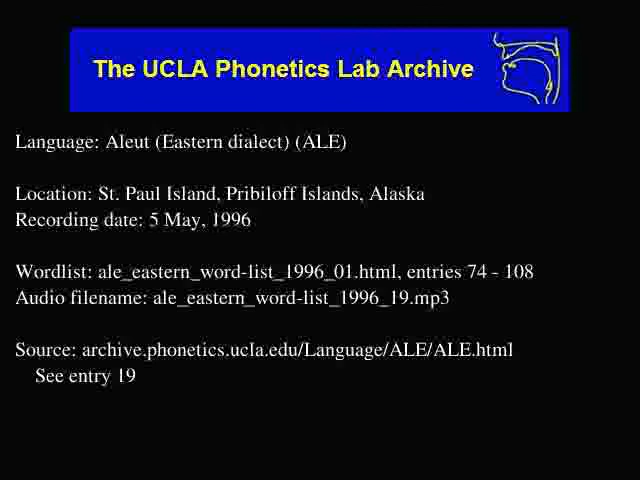 The UCLA Phonetics Lab Archive
Language: Aleut (Eastern dialect) (ALE)
Location: St. Paul Island, Pribiloff Islands, Alaska
Recording date: 5 May, 1996
Wordlist: ale_eastern_word-list_1996_01.html, entries 74 - 108
Audio filename: ale_eastern_word-list_1996_19.mp3
Source: archive.phonetics.ucla.edu/Language/ALE/ALE.html
See entry 19